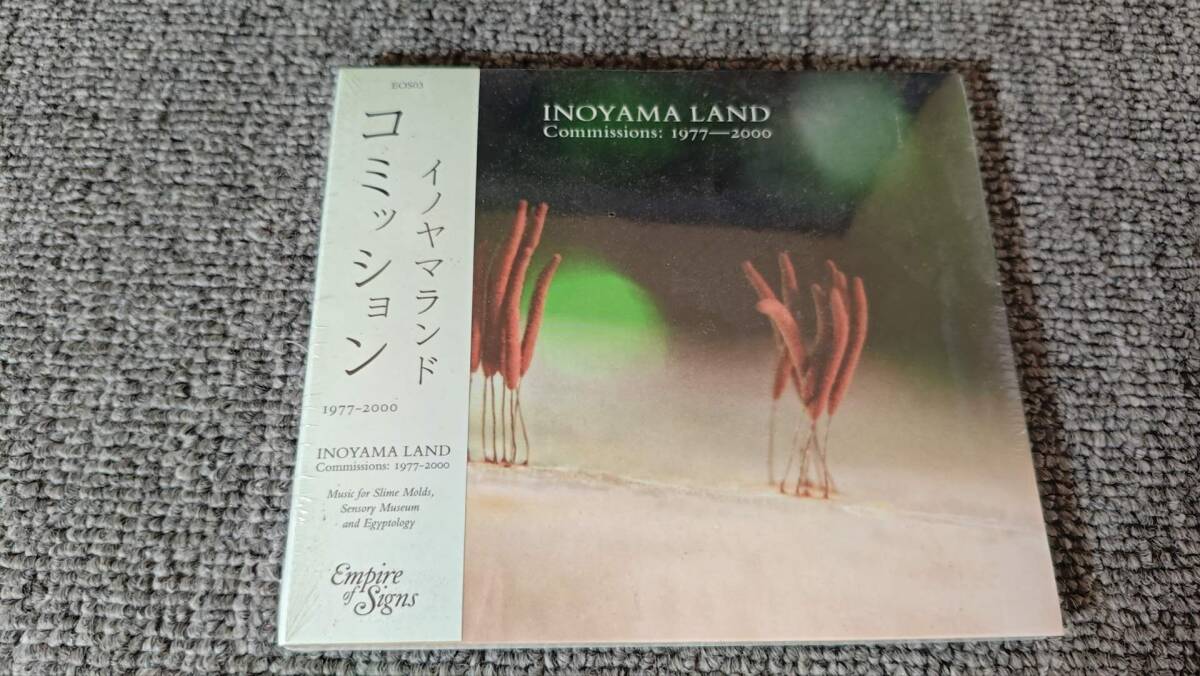 EOS03
コミッション
イノヤマランド
1977-2000
INOYAMA LAND
Commissions: 1977-2000
Music for Slime Molds,
Sensory Museum
and Egyptology
Empire
of Signs
INOYAMA LAND
Commissions: 1977—2000